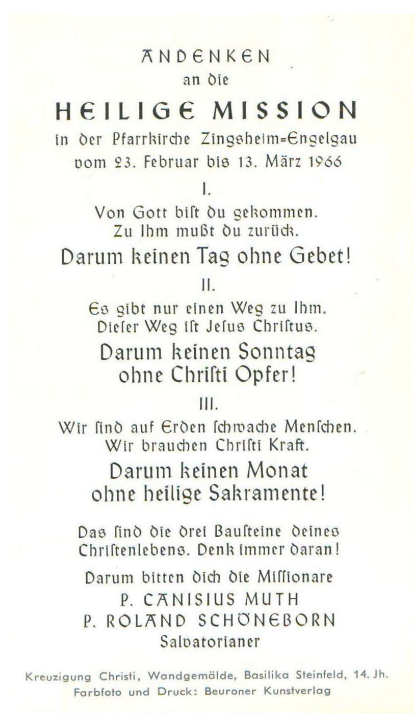 ANDENKEN
an die
HEILIGE MISSION
in der Pfarrkirche Zingsheim=Engelgau
vom 23. Februar bis 13. März 1966
I.
Von Gott biſt du gekommen.
Zu Ihm mußt du zurück.
Darum keinen Tag ohne Gebet!
II.
Es gibt nur einen Weg zu Ihm.
Dieſer Weg iſt Jeſus Chriſtus.
Darum keinen Sonntag
ohne Chriſti Opfer!
III.
Wir ſind auf Erden ſchwache Menſchen.
Wir brauchen Chriſti Kraft.
Darum keinen Monat
ohne heilige Sakramente!
Das ſind die drei Bauſteine deines
Chriſtenlebens. Denk immer daran!
Darum bitten dich die Miſſionare
P. CANISIUS MUTH
P. ROLAND SCHÖNEBORN
Salvatorianer
Kreuzigung Christi, Wandgemälde, Basilika Steinfeld, 14. Jh.
Farbfoto und Druck: Beuroner Kunstverlag